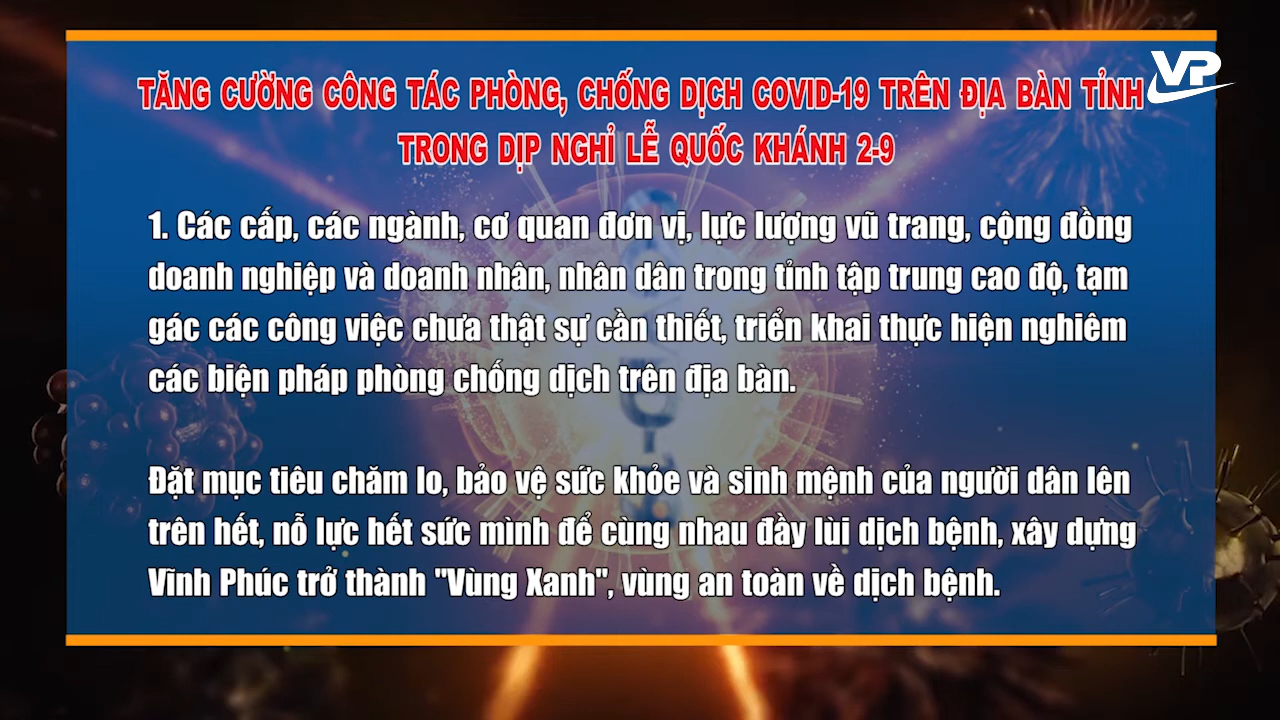 VP
TĂNG CƯỜNG CÔNG TÁC PHÒNG, CHỐNG DỊCH COVID-19 TRÊN ĐỊA BÀN TỈNH
TRONG DỊP NGHỈ LỄ QUỐC KHÁNH 2-9
1. Các cấp, các ngành, cơ quan đơn vị, lực lượng vũ trang, cộng đồng
doanh nghiệp và doanh nhân, nhân dân trong tỉnh tập trung cao độ, tạm
gác các công việc chưa thật sự cần thiết, triển khai thực hiện nghiêm
các biện pháp phòng chống dịch trên địa bàn.
Đặt mục tiêu chăm lo, bảo vệ sức khỏe và sinh mệnh của người dân lên
trên hết, nỗ lực hết sức mình để cùng nhau đầy lùi dịch bệnh, xây dựng
Vĩnh Phúc trở thành "Vùng Xanh", vùng an toàn về dịch bệnh.